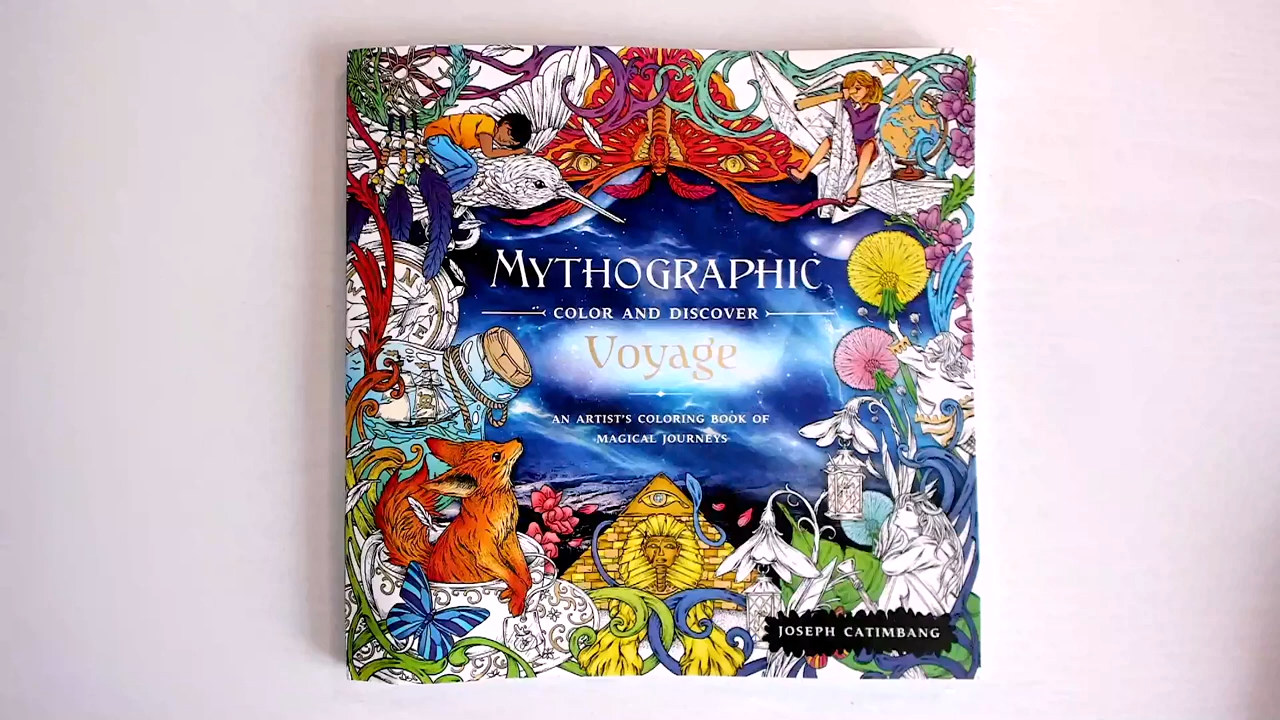 MYTHOGRAPHIC
COLOR AND DISCOVER
Voyage
AN ARTIST'S COLORING BOOK OF
MAGICAL JOURNEYS
JOSEPH CATIMBANG